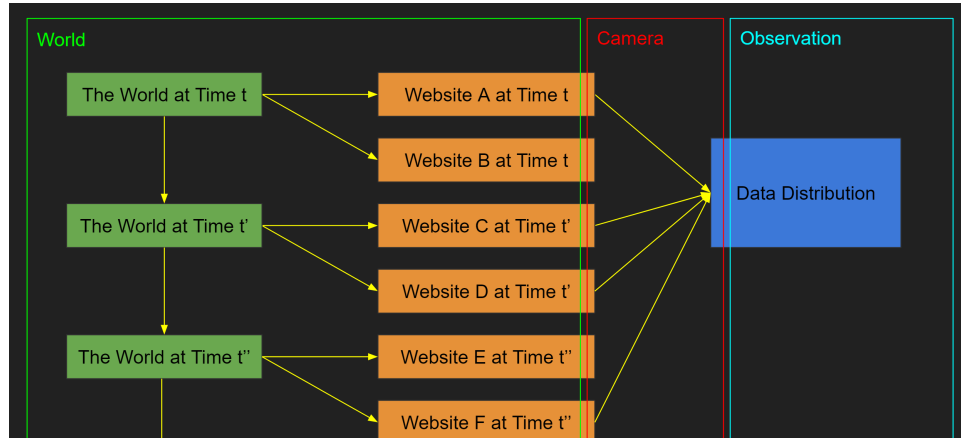 World
Camera
Observation
The World at Time t
Website A at Time t
Website B at Time t
Data Distribution
The World at Time t’
Website C at Time t’
Website D at Time t’
The World at Time t’’
Website E at Time t’’
Website F at Time t’’